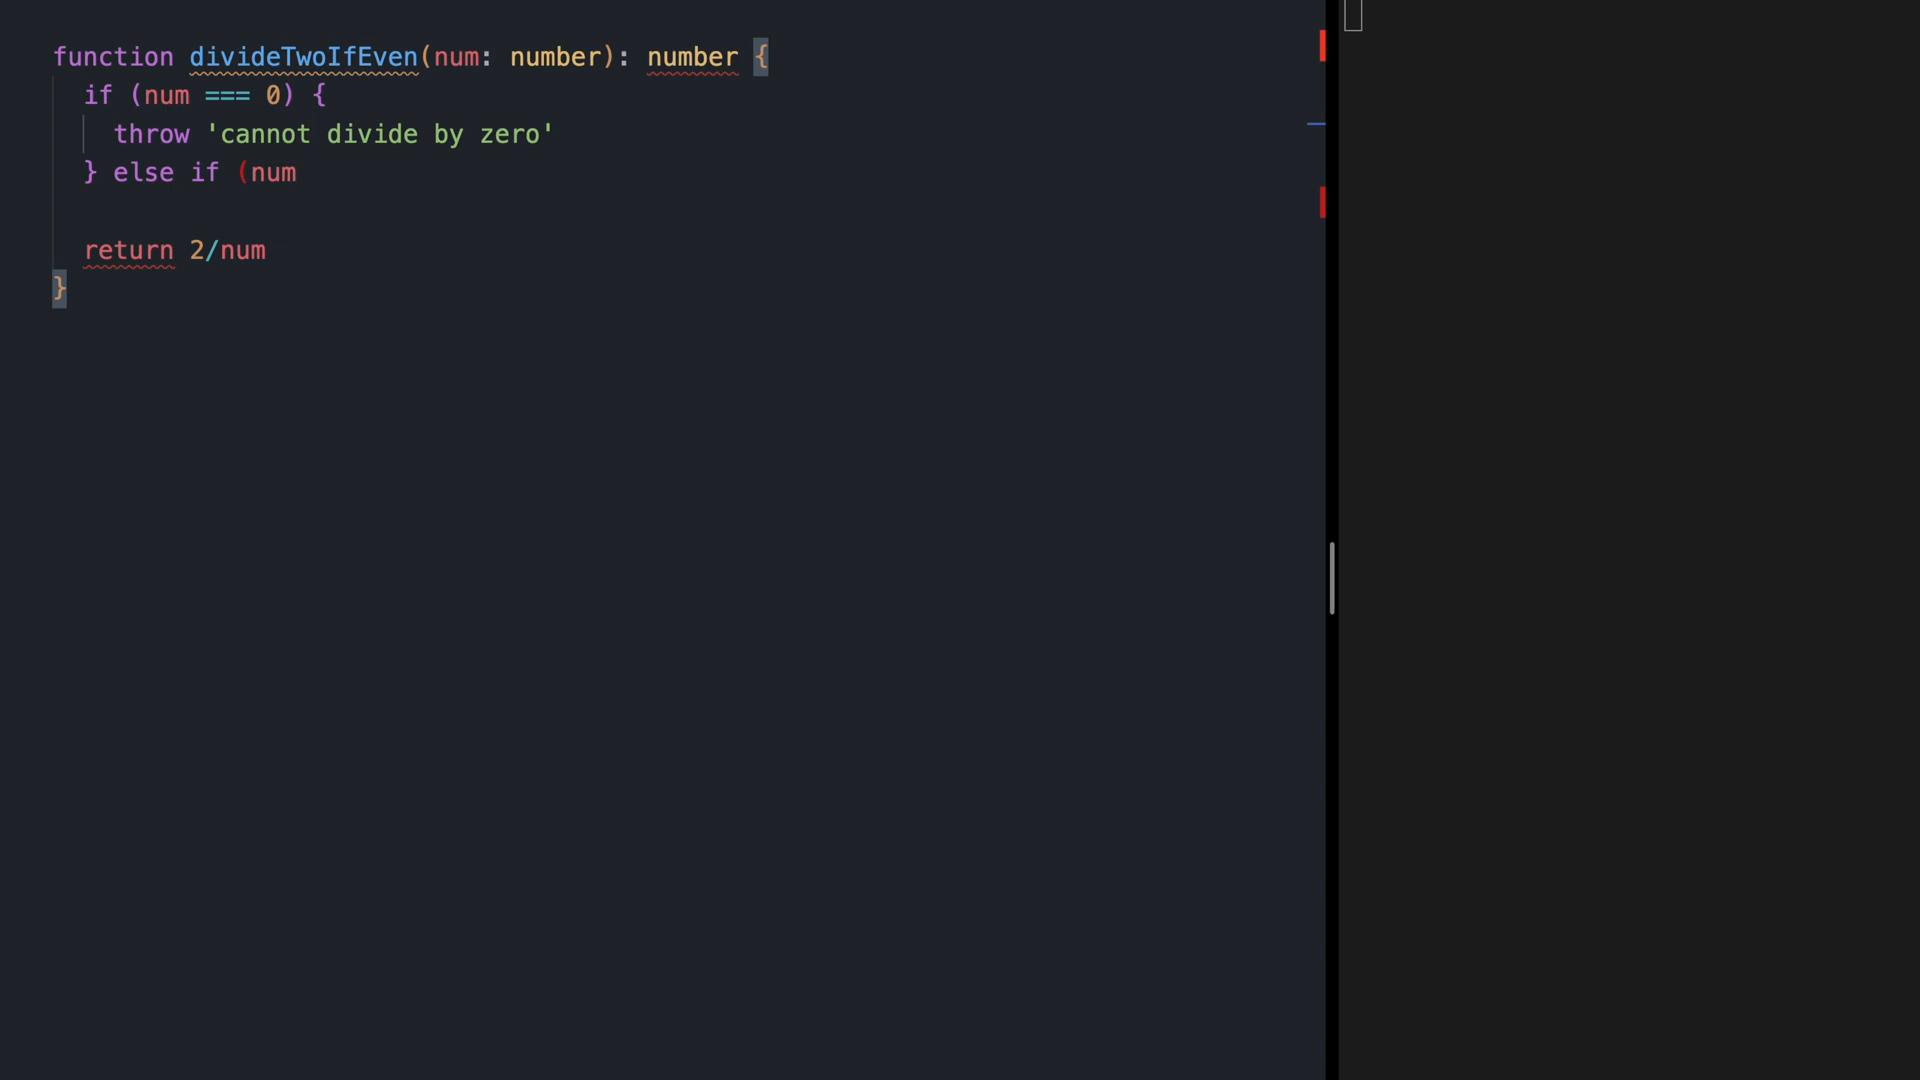 function divideTwoIfEven(num: number): number {
if (num === 0) {
throw 'cannot divide by zero'
} else if (num
return 2/num
}